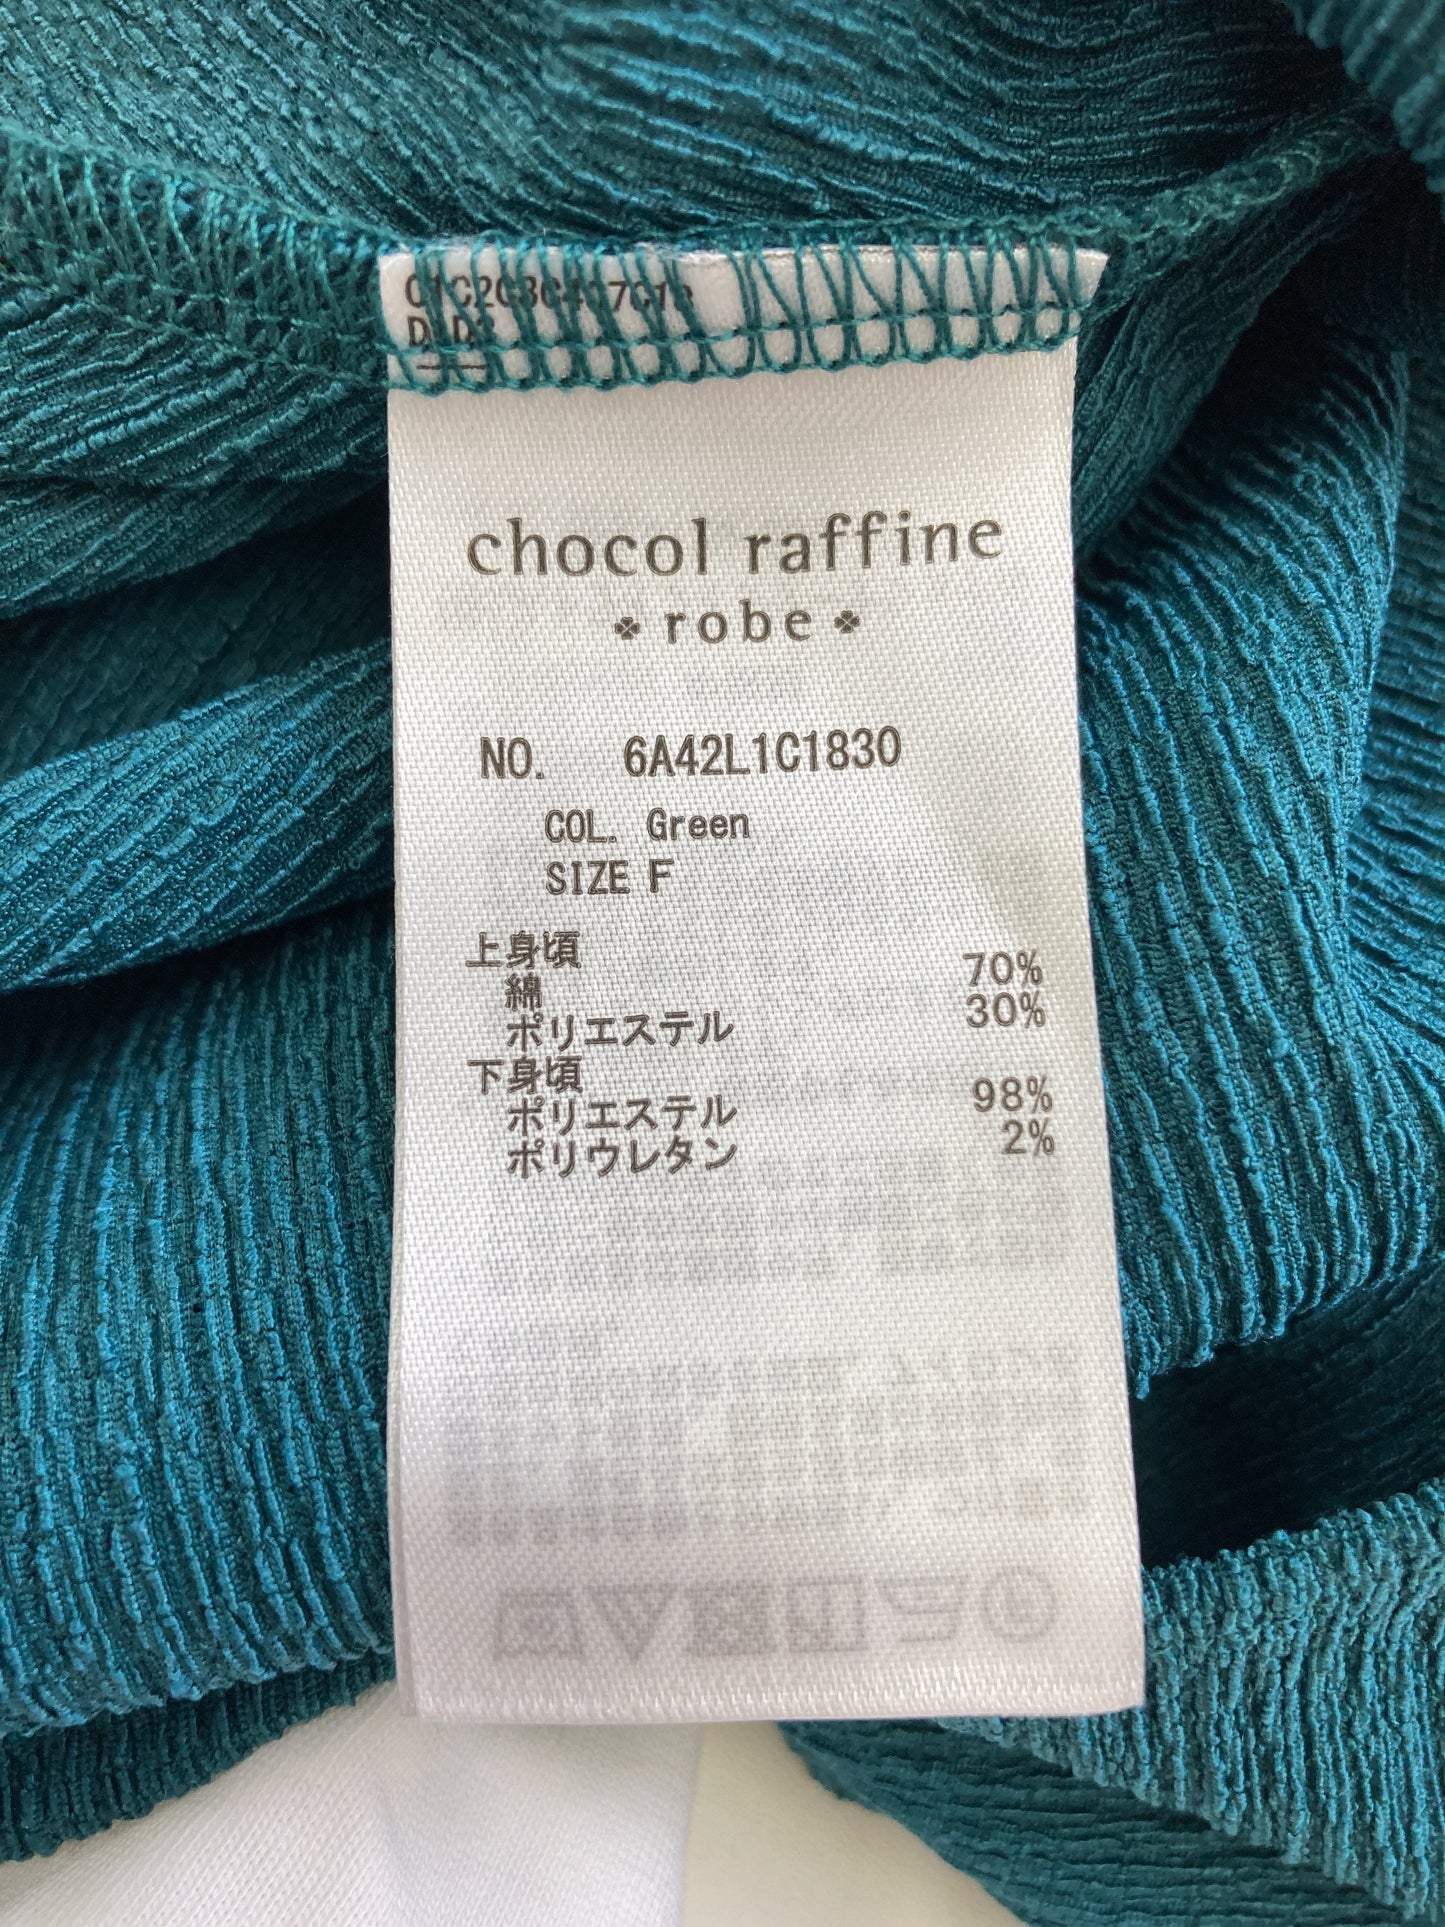 chocol raffine
robe
NO. 6A42L1C1830
COL. Green
SIZE F
上身頃
綿 70%
ポリエステル 30%
下身頃
ポリエステル 98%
ポリウレタン 2%